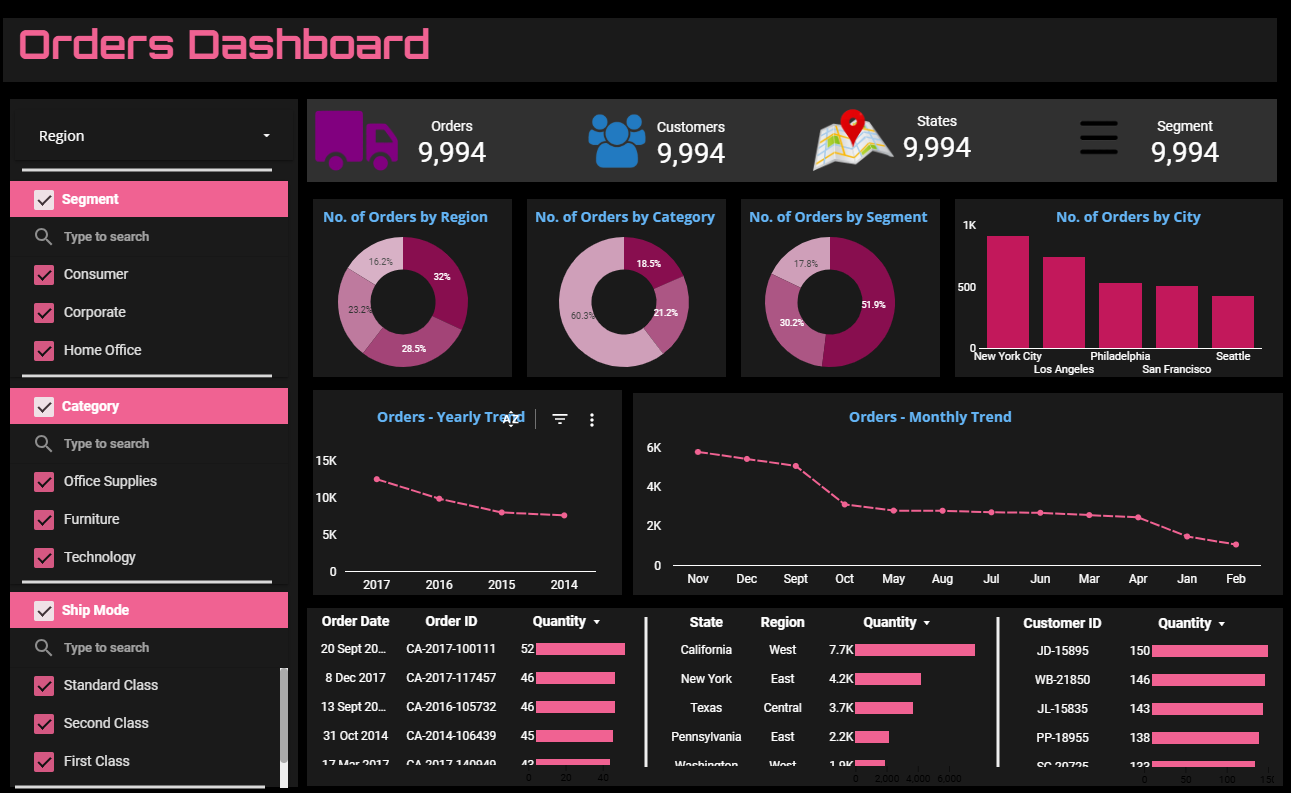 Orders Dashboard
Region
Segment
Type to search
Consumer
Corporate
Home Office
Category
Type to search
Office Supplies
Furniture
Technology
Ship Mode
Type to search
Standard Class
Second Class
First Class
Orders
9,994
Customers
9,994
States
9,994
Segment
9,994
No. of Orders by Region
16.2%
32%
23.2%
28.5%
No. of Orders by Category
18.5%
60.3%
21.2%
No. of Orders by Segment
17.8%
51.9%
30.2%
No. of Orders by City
1K
500
0
New York City
Los Angeles
Philadelphia
San Francisco
Seattle
Orders - Yearly Trend
AZ
15K
10K
5K
0
2017 2016 2015 2014
Orders - Monthly Trend
6K
4K
2K
0
Nov Dec Sept Oct May Aug Jul Jun Mar Apr Jan Feb
Order Date Order ID Quantity
20 Sept 20... CA-2017-100111 52
8 Dec 2017 CA-2017-117457 46
13 Sept 20... CA-2016-105732 46
31 Oct 2014 CA-2014-106439 45
17 Mar 2017 CA-2017-140949 43
0 20 40
State Region Quantity
California West 7.7K
New York East 4.2K
Texas Central 3.7K
Pennsylvania East 2.2K
Washington West 1.9K
0 2,000 4,000 6,000
Customer ID Quantity
JD-15895 150
WB-21850 146
JL-15835 143
PP-18955 138
SC-20725 133
0 50 100 150